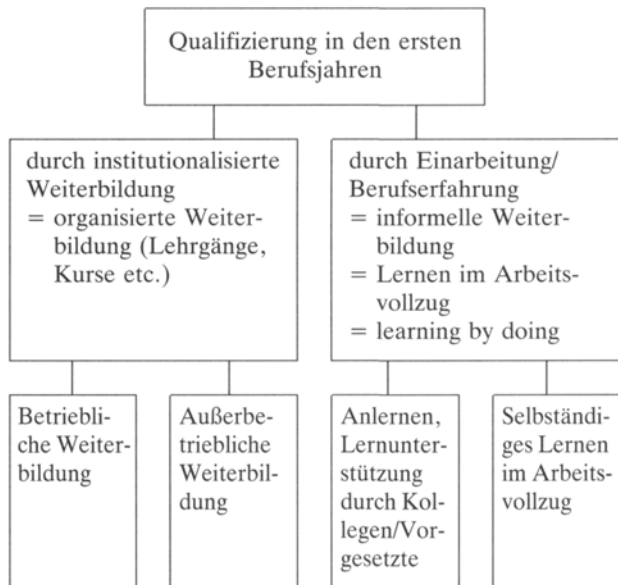 Qualifizierung in den ersten
Berufsjahren
durch institutionalisierte
Weiterbildung
= organisierte Weiter-
bildung (Lehrgänge,
Kurse etc.)
durch Einarbeitung/
Berufserfahrung
= informelle Weiter-
bildung
= Lernen im Arbeits-
vollzug
= learning by doing
Betriebli-
che Weiter-
bildung
Außerbe-
triebliche
Weiterbil-
dung
Anlernen,
Lernunter-
stützung
durch Kol-
legen/Vor-
gesetzte
Selbständi-
ges Lernen
im Arbeits-
vollzug